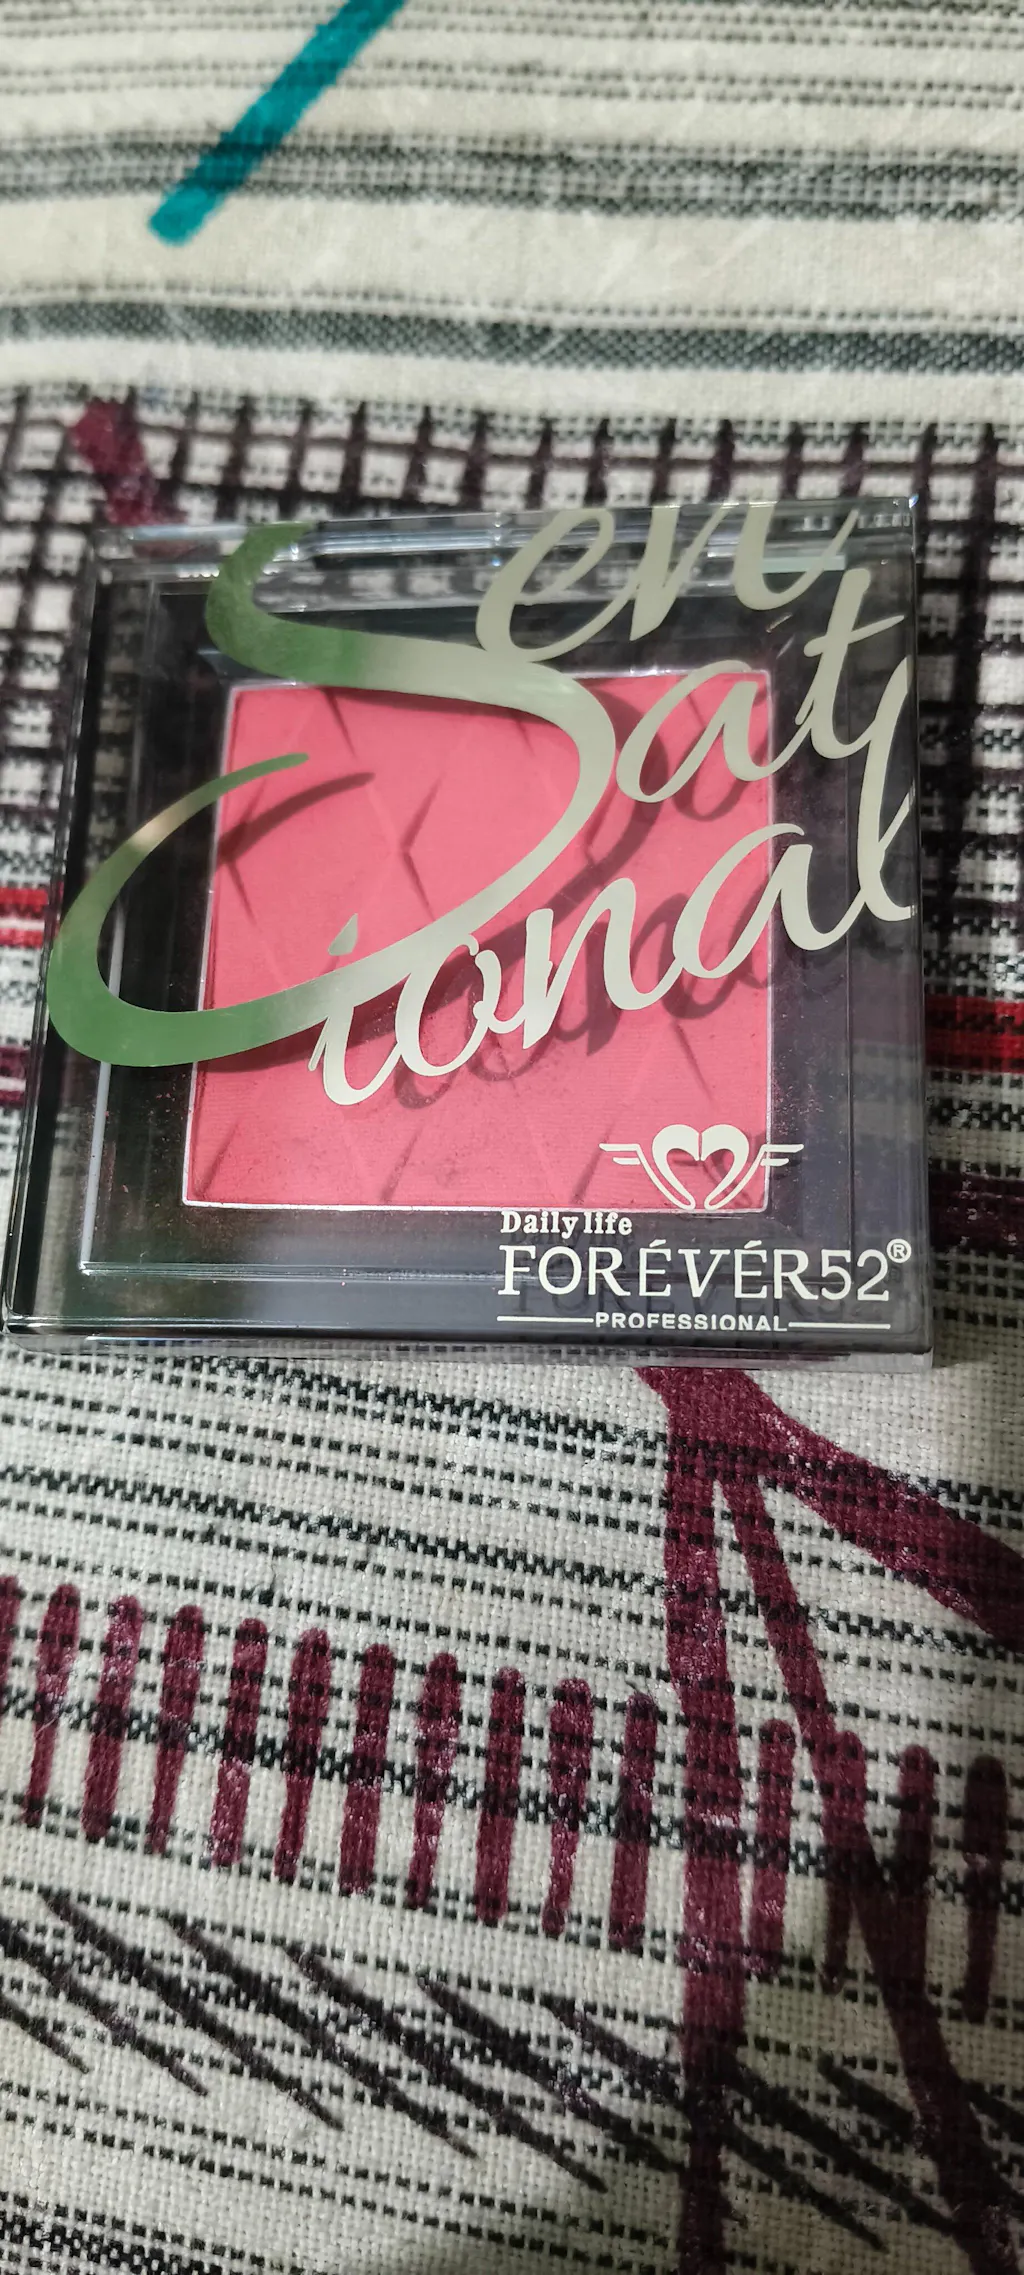 Sen
sat
ional
Daily life
FORÉVÉR52®
PROFESSIONAL